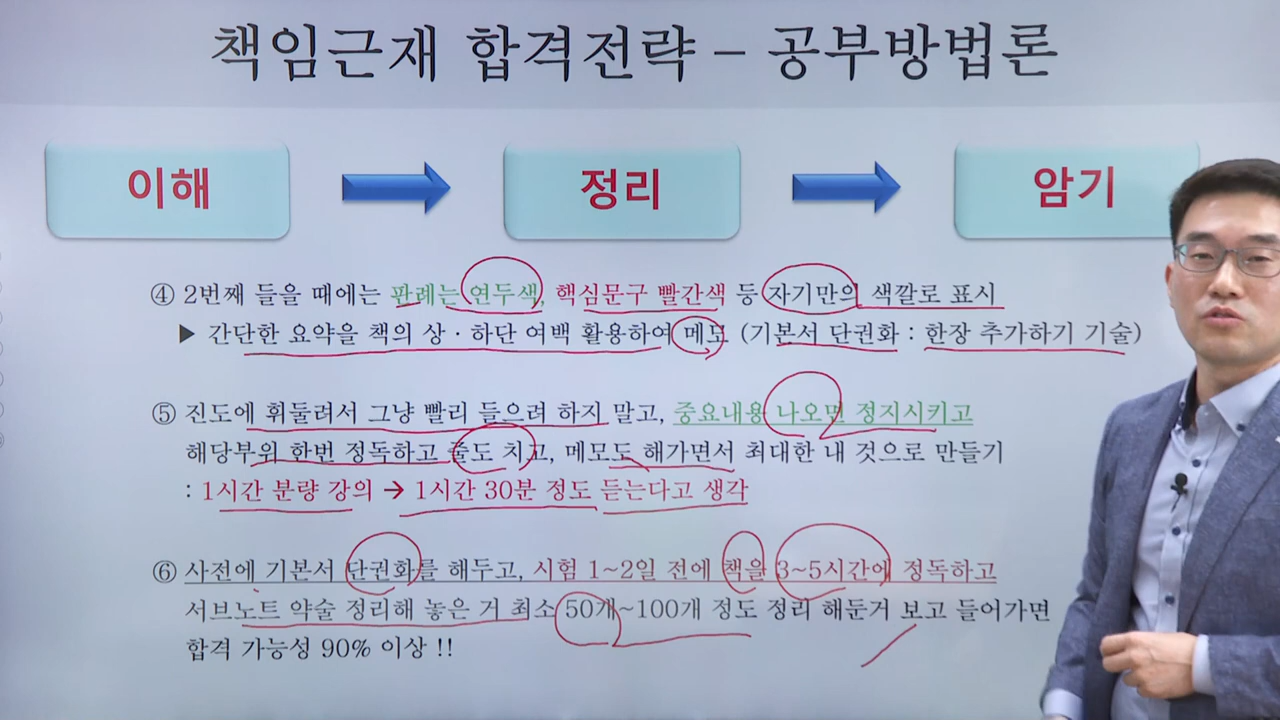 책임근재 합격전략 – 공부방법론
이해
정리
암기
④ 2번째 들을 때에는 판례는 연두색, 핵심문구 빨간색 등 자기만의 색깔로 표시
▶ 간단한 요약을 책의 상 · 하단 여백 활용하여 메모 (기본서 단권화 : 한장 추가하기 기술)
⑤ 진도에 휘둘려서 그냥 빨리 들으려 하지 말고, 중요내용 나오면 정지시키고
해당부위 한번 정독하고 줄도 치고, 메모도 해가면서 최대한 내 것으로 만들기
: 1시간 분량 강의 → 1시간 30분 정도 듣는다고 생각
⑥ 사전에 기본서 단권화를 해두고, 시험 1~2일 전에 책을 3~5시간에 정독하고
서브노트 약술 정리해 놓은 거 최소 50개~100개 정도 정리 해둔거 보고 들어가면
합격 가능성 90% 이상 !!